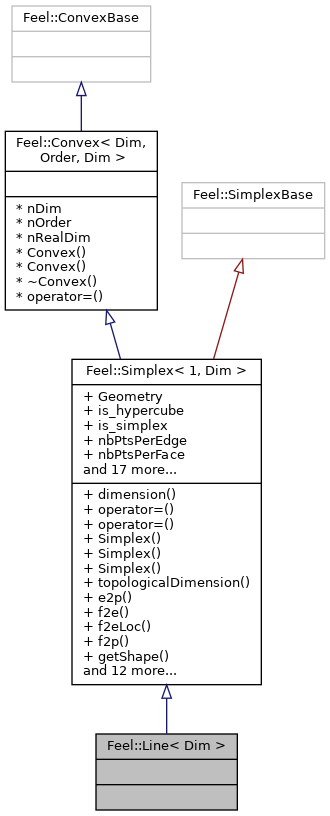 Feel::ConvexBase
Feel::Convex< Dim,
Order, Dim >
* nDim
* nOrder
* nRealDim
* Convex()
* Convex()
* ~Convex()
* operator=()
Feel::SimplexBase
Feel::Simplex< 1, Dim >
+ Geometry
+ is_hypercube
+ is_simplex
+ nbPtsPerEdge
+ nbPtsPerFace
and 17 more...
+ dimension()
+ operator=()
+ operator=()
+ Simplex()
+ Simplex()
+ Simplex()
+ topologicalDimension()
+ e2p()
+ f2e()
+ f2eLoc()
+ f2p()
+ getShape()
and 12 more...
Feel::Line< Dim >